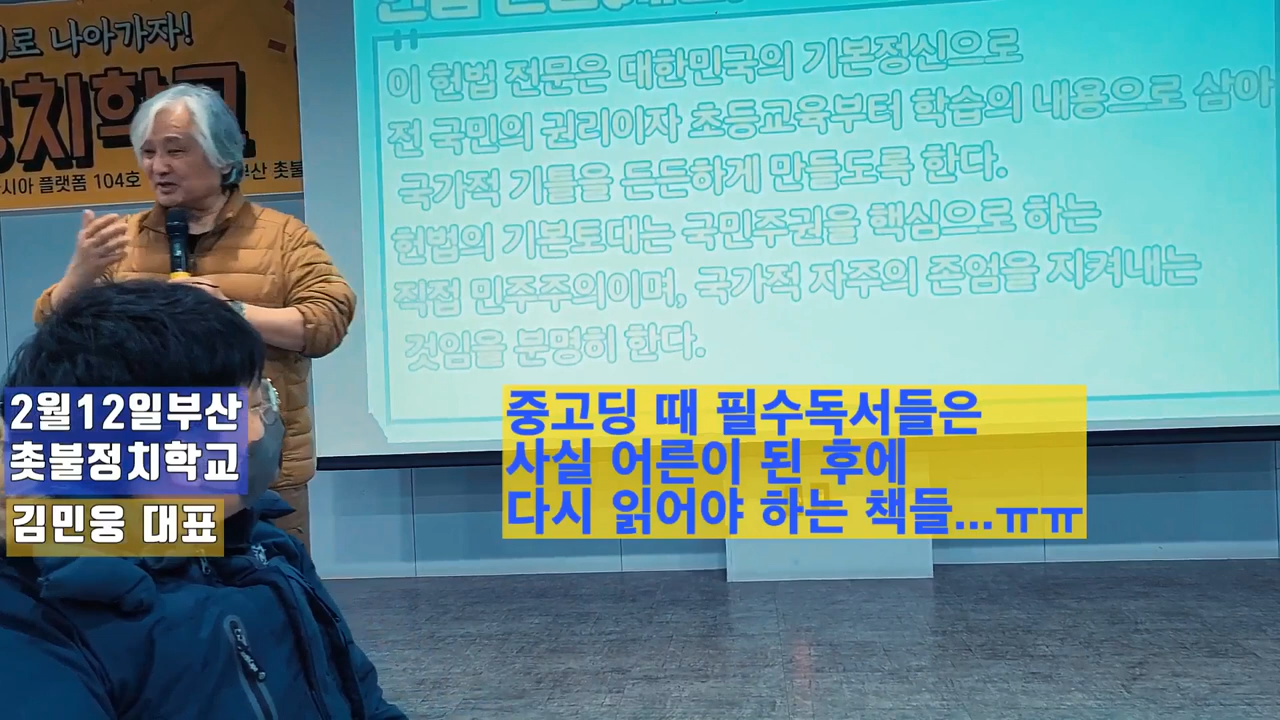 로 나아가자!
정치학교
시아 플랫폼 104호
부산 촛불
이 헌법 전문은 대한민국의 기본정신으로
전 국민의 권리이자 초등교육부터 학습의 내용으로 삼아
국가적 기틀을 든든하게 만들도록 한다.
헌법의 기본토대는 국민주권을 핵심으로 하는
직접 민주주의이며, 국가적 자주의 존엄을 지켜내는
것임을 분명히 한다.
2월12일부산
촛불정치학교
김민웅 대표
중고딩 때 필수독서들은
사실 어른이 된 후에
다시 읽어야 하는 책들...ㅠㅠ